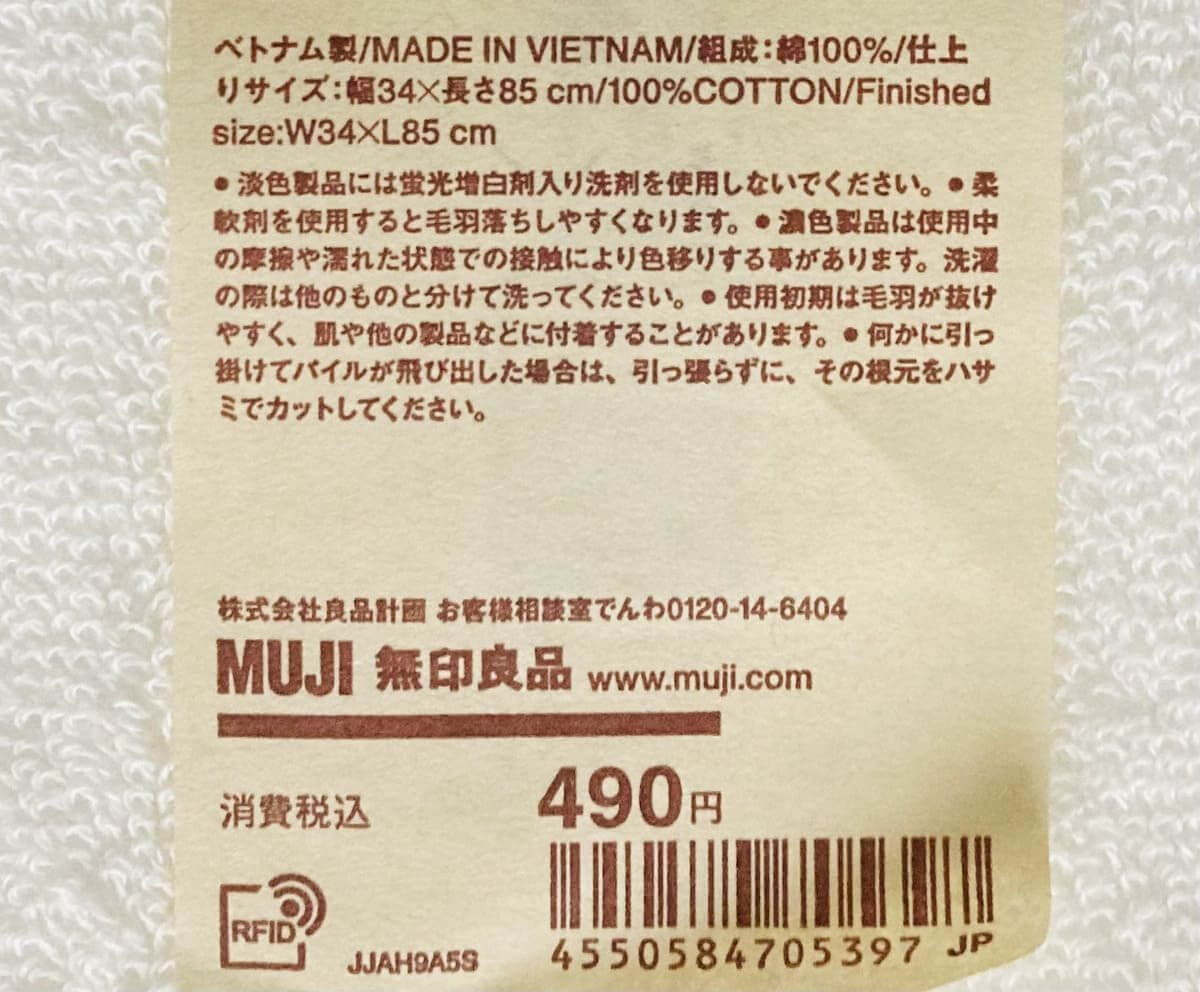 ベトナム製/MADE IN VIETNAM/組成:綿100%/仕上
りサイズ:幅34×長さ85 cm/100%COTTON/Finished
size:W34×L85 cm
●淡色製品には蛍光増白剤入り洗剤を使用しないでください。●柔
軟剤を使用すると毛羽落ちしやすくなります。●濃色製品は使用中
の摩擦や濡れた状態での接触により色移りする事があります。洗濯
の際は他のものと分けて洗ってください。●使用初期は毛羽が抜け
やすく、肌や他の製品などに付着することがあります。●何かに引っ
掛けてパイルが飛び出した場合は、引っ張らずに、その根元をハサ
ミでカットしてください。
株式会社良品計画 お客様相談室でんわ0120-14-6404
MUJI 無印良品 www.muji.com
消費税込 490円
RFID JJAH9A5S
4550584705397 JP